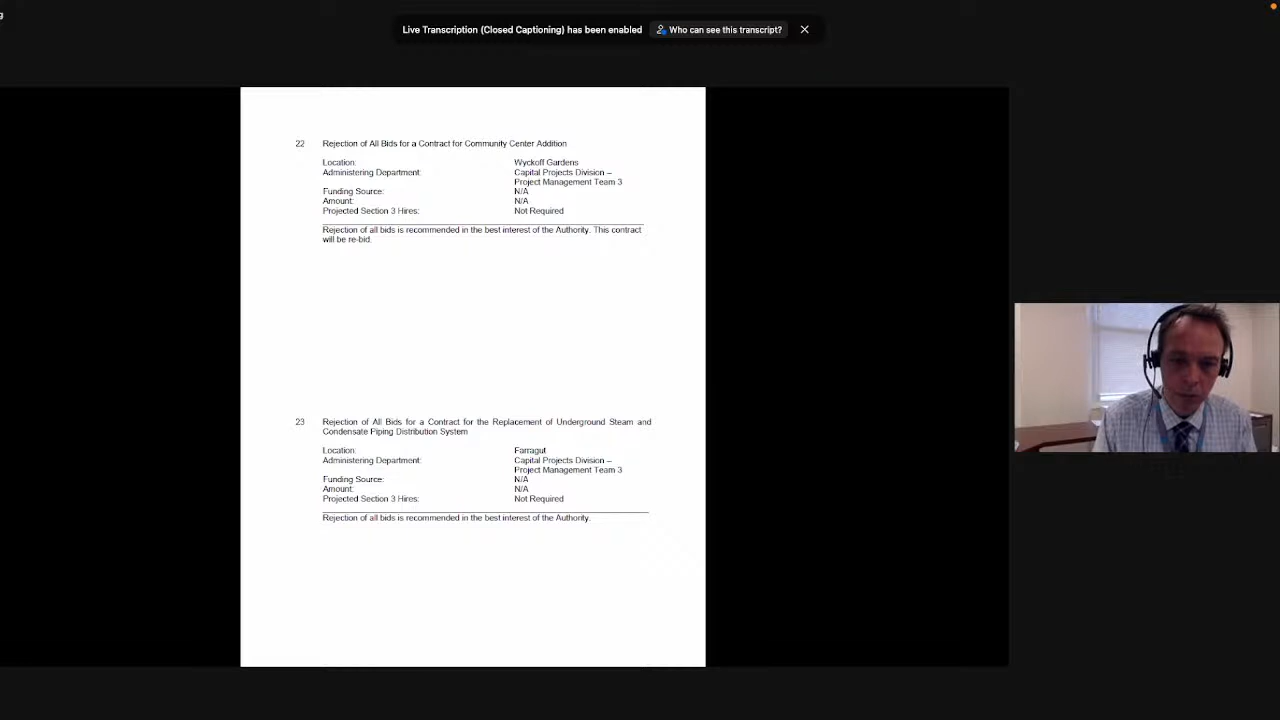 g
Live Transcription (Closed Captioning) has been enabled Who can see this transcript?
22 Rejection of All Bids for a Contract for Community Center Addition
Location: Wyckoff Gardens
Administering Department: Capital Projects Division –
Project Management Team 3
Funding Source: N/A
Amount: N/A
Projected Section 3 Hires: Not Required
Rejection of all bids is recommended in the best interest of the Authority. This contract
will be re-bid.
23 Rejection of All Bids for a Contract for the Replacement of Underground Steam and
Condensate Piping Distribution System
Location: Farragut
Administering Department: Capital Projects Division –
Project Management Team 3
Funding Source: N/A
Amount: N/A
Projected Section 3 Hires: Not Required
Rejection of all bids is recommended in the best interest of the Authority.